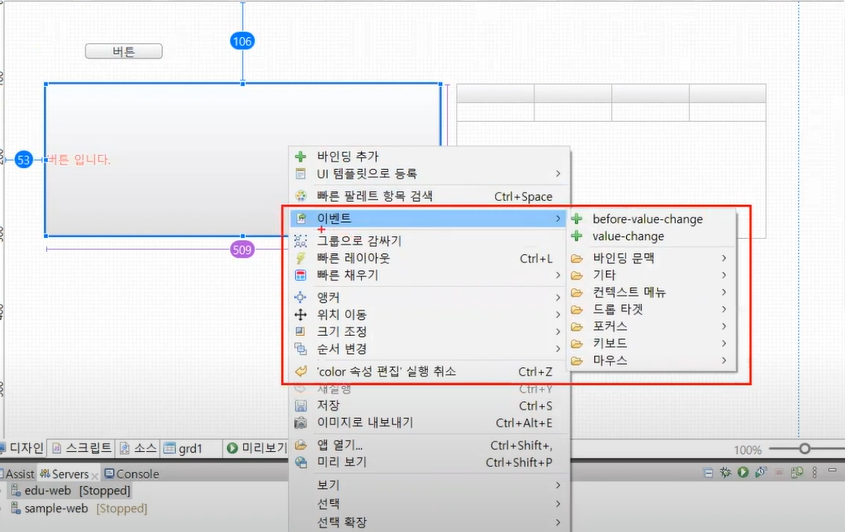 106
버튼
100
200
53
버튼 입니다.
300
509
400
500
바인딩 추가
UI 템플릿으로 등록
빠른 팔레트 항목 검색 Ctrl+Space
이벤트
그룹으로 감싸기
빠른 레이아웃 Ctrl+L
빠른 채우기
앵커
위치 이동
크기 조정
순서 변경
'color 속성 편집' 실행 취소 Ctrl+Z
재실행 Ctrl+Y
저장 Ctrl+S
이미지로 내보내기 Ctrl+Alt+E
앱 열기... Ctrl+Shift+,
미리 보기 Ctrl+Shift+P
보기
선택
선택 확장
before-value-change
value-change
바인딩 문맥
기타
컨텍스트 메뉴
드롭 타겟
포커스
키보드
마우스
디자인 스크립트 소스 grd1 미리보기
100%
Assist Servers Console
edu-web [Stopped]
sample-web [Stopped]